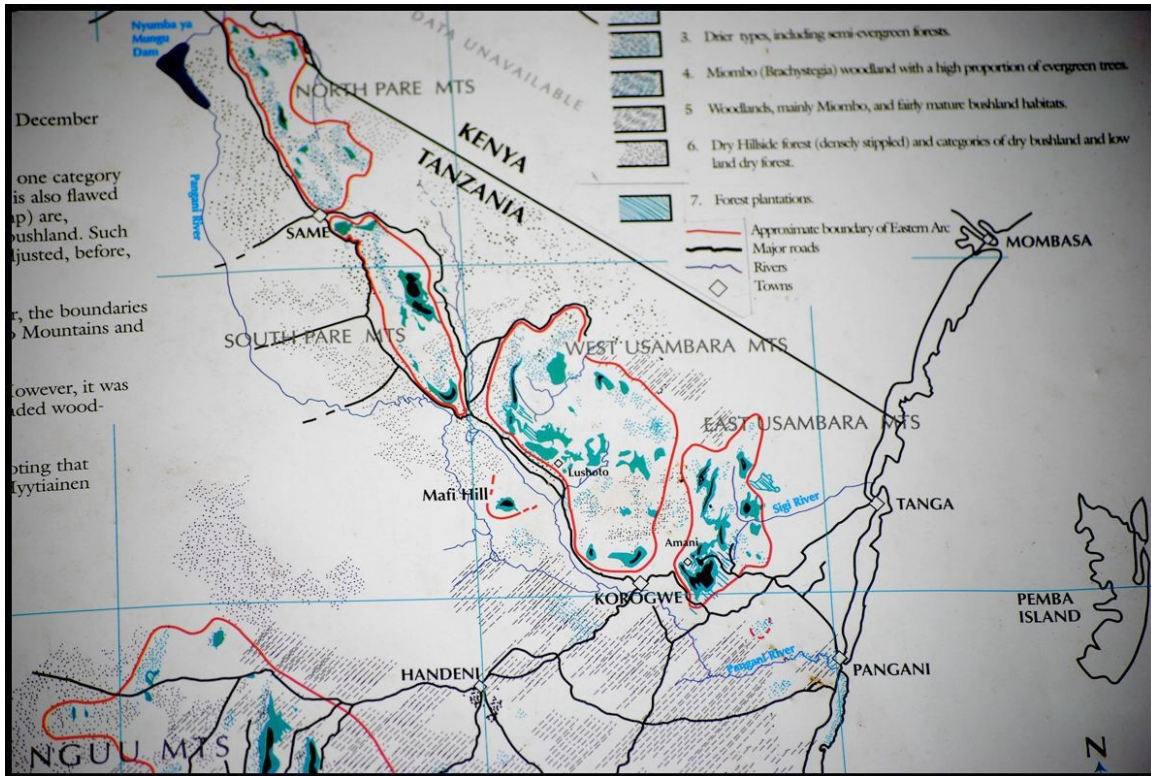 Nyumba ya
Mungu
Dam
DATA UNAVAILABLE
3. Drier types, including semi-evergreen forests.
4. Miombo (Brachystegia) woodland with a high proportion of evergreen trees.
5 Woodlands, mainly Miombo, and fairly mature bushland habitats.
6. Dry Hillside forest (densely stippled) and categories of dry bushland and low
land dry forest.
7. Forest plantations.
Approximate boundary of Eastern Arc
Major roads
Rivers
Towns
December
one category
is also flawed
p) are,
bushland. Such
djusted, before,
r, the boundaries
o Mountains and
However, it was
ded wood-
oting that
yytiainen
NORTH PARE MTS
KENYA
TANZANIA
Pangani River
SAME
MOMBASA
SOUTH PARE MTS
WEST USAMBARA MTS
EAST USAMBARA MTS
Lushoto
Mafi Hill
Sigi River
TANGA
Amani
KOROGWE
PEMBA
ISLAND
Pangani River
PANGANI
HANDENI
NGUU MTS
N